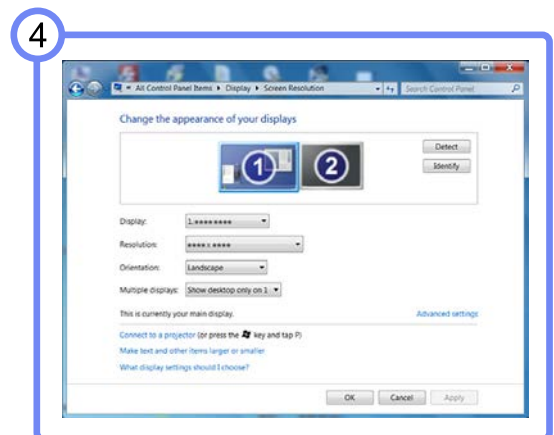 4
All Control Panel Items ▸ Display ▸ Screen Resolution
Search Control Panel
Change the appearance of your displays
1 2
Detect
Identify
Display: 1.********
Resolution: **** x ****
Orientation: Landscape
Multiple displays: Show desktop only on 1
This is currently your main display. Advanced settings
Connect to a projector (or press the key and tap P)
Make text and other items larger or smaller
What display settings should I choose?
OK Cancel Apply